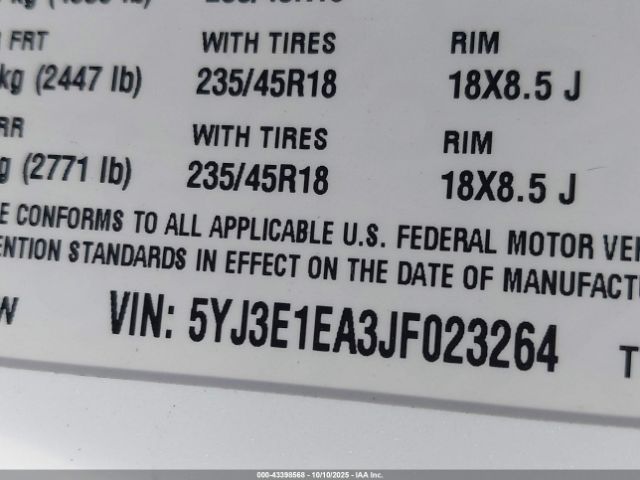 FRT WITH TIRES RIM
kg (2447 lb) 235/45R18 18X8.5 J
RR WITH TIRES RIM
g (2771 lb) 235/45R18 18X8.5 J
E CONFORMS TO ALL APPLICABLE U.S. FEDERAL MOTOR VEH
ENTION STANDARDS IN EFFECT ON THE DATE OF MANUFACTU
W VIN: 5YJ3E1EA3JF023264 T
000-43398568 - 10/10/2025 - IAA Inc.